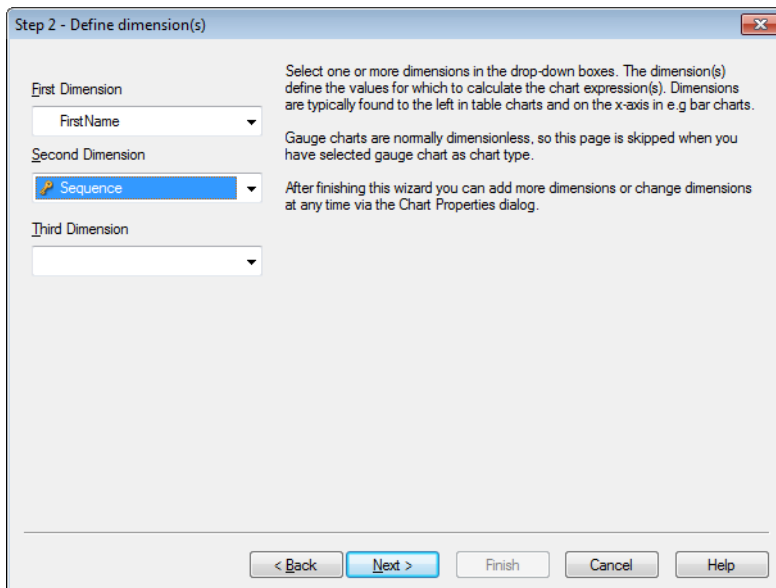 Step 2 - Define dimension(s)
First Dimension
FirstName
Second Dimension
Sequence
Third Dimension
Select one or more dimensions in the drop-down boxes. The dimension(s)
define the values for which to calculate the chart expression(s). Dimensions
are typically found to the left in table charts and on the x-axis in e.g bar charts.
Gauge charts are normally dimensionless, so this page is skipped when you
have selected gauge chart as chart type.
After finishing this wizard you can add more dimensions or change dimensions
at any time via the Chart Properties dialog.
< Back
Next >
Finish
Cancel
Help